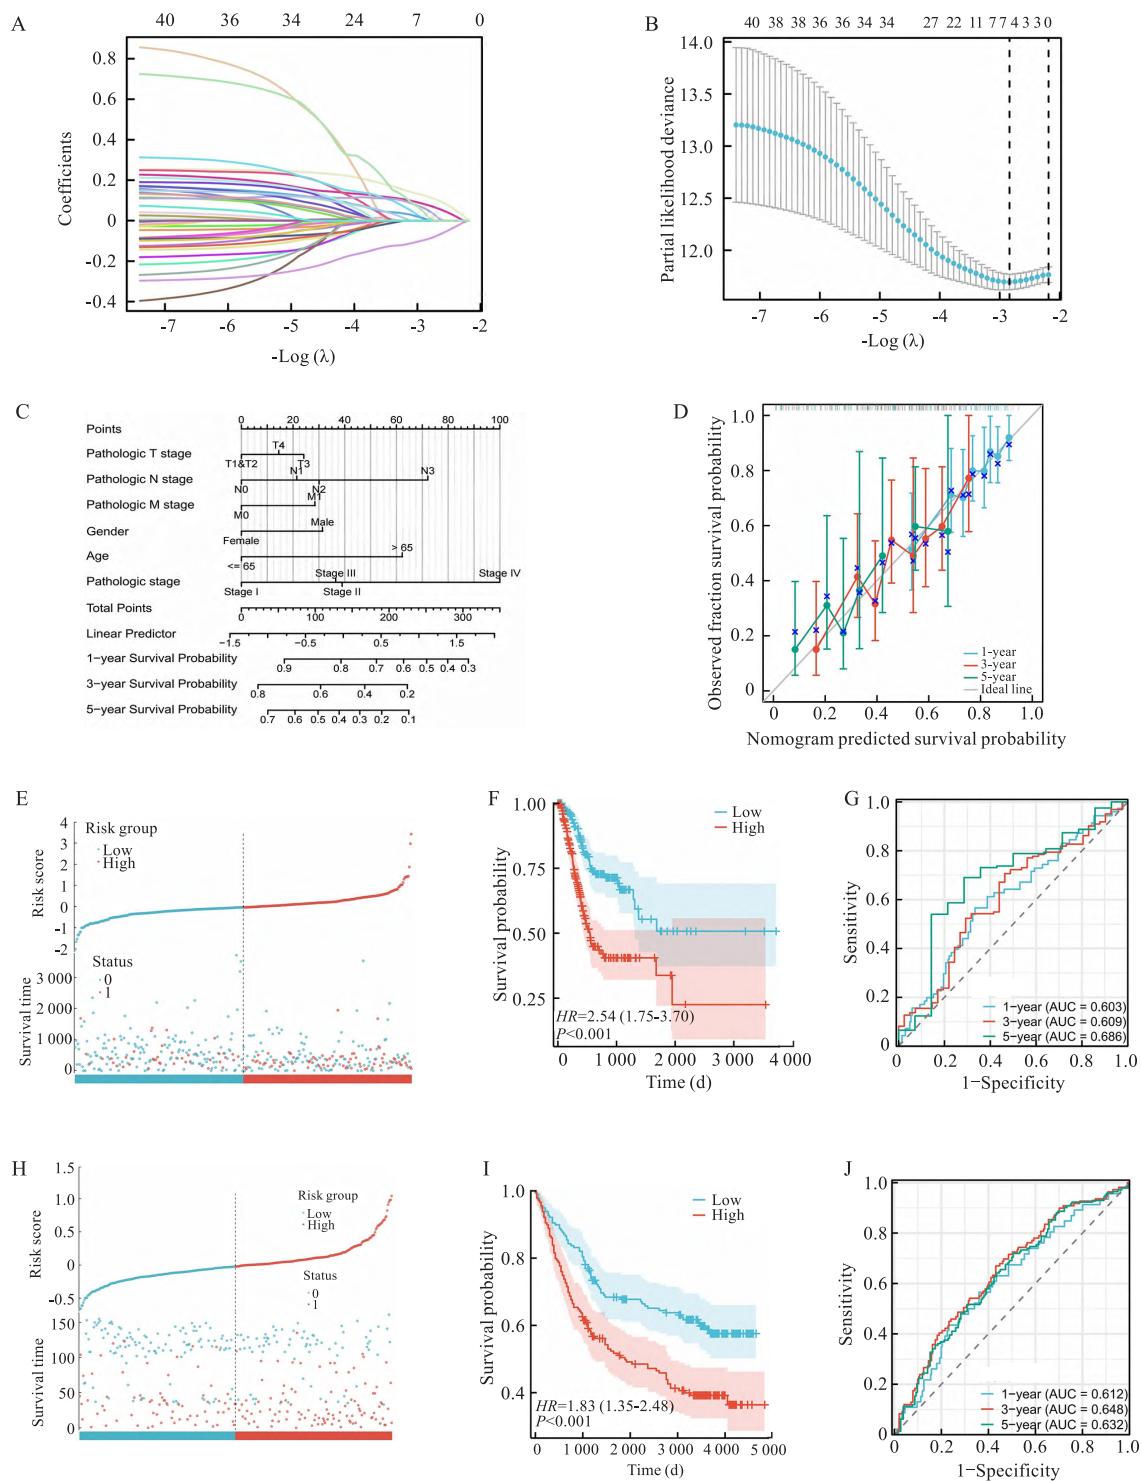 A
40 36 34 24 7 0
0.8
0.6
0.4
0.2
0
-0.2
-0.4
Coefficients
-7 -6 -5 -4 -3 -2
-Log (λ)
B
40 38 38 36 36 34 34 27 22 11 7 7 4 3 3 0
14.0
13.5
13.0
12.5
12.0
Partial likelihood deviance
-7 -6 -5 -4 -3 -2
-Log (λ)
C
Points
0 20 40 60 80 100
Pathologic T stage
T4
T1&T2 T3
Pathologic N stage
N1 N3
N0 N2
Pathologic M stage
M1
M0
Gender
Male
Female
Age
> 65
<= 65
Pathologic stage
Stage III Stage IV
Stage I Stage II
Total Points
0 100 200 300
Linear Predictor
-1.5 -0.5 0.5 1.5
1−year Survival Probability
0.9 0.8 0.7 0.6 0.5 0.4 0.3
3−year Survival Probability
0.8 0.6 0.4 0.2
5−year Survival Probability
0.7 0.6 0.5 0.4 0.3 0.2 0.1
D
1.0
0.8
0.6
0.4
0.2
0
Observed fraction survival probability
1-year
3-year
5-year
Ideal line
0 0.2 0.4 0.6 0.8 1.0
Nomogram predicted survival probability
E
4
3
2
1
0
-1
-2
Risk score
Risk group
Low
High
Status
0
1
3 000
2 000
1 000
0
Survival time
F
1.00
0.75
0.50
0.25
Survival probability
Low
High
HR=2.54 (1.75-3.70)
P<0.001
0 1 000 2 000 3 000 4 000
Time (d)
G
1.0
0.8
0.6
0.4
0.2
0
Sensitivity
1-year (AUC = 0.603)
3-year (AUC = 0.609)
5-year (AUC = 0.686)
0 0.2 0.4 0.6 0.8 1.0
1−Specificity
H
1.5
1.0
0.5
0
-0.5
Risk score
Risk group
Low
High
Status
0
1
150
100
50
0
Survival time
I
1.0
0.8
0.6
0.4
Survival probability
Low
High
HR=1.83 (1.35-2.48)
P<0.001
0 1 000 2 000 3 000 4 000 5 000
Time (d)
J
1.0
0.8
0.6
0.4
0.2
0
Sensitivity
1-year (AUC = 0.612)
3-year (AUC = 0.648)
5-year (AUC = 0.632)
0 0.2 0.4 0.6 0.8 1.0
1−Specificity